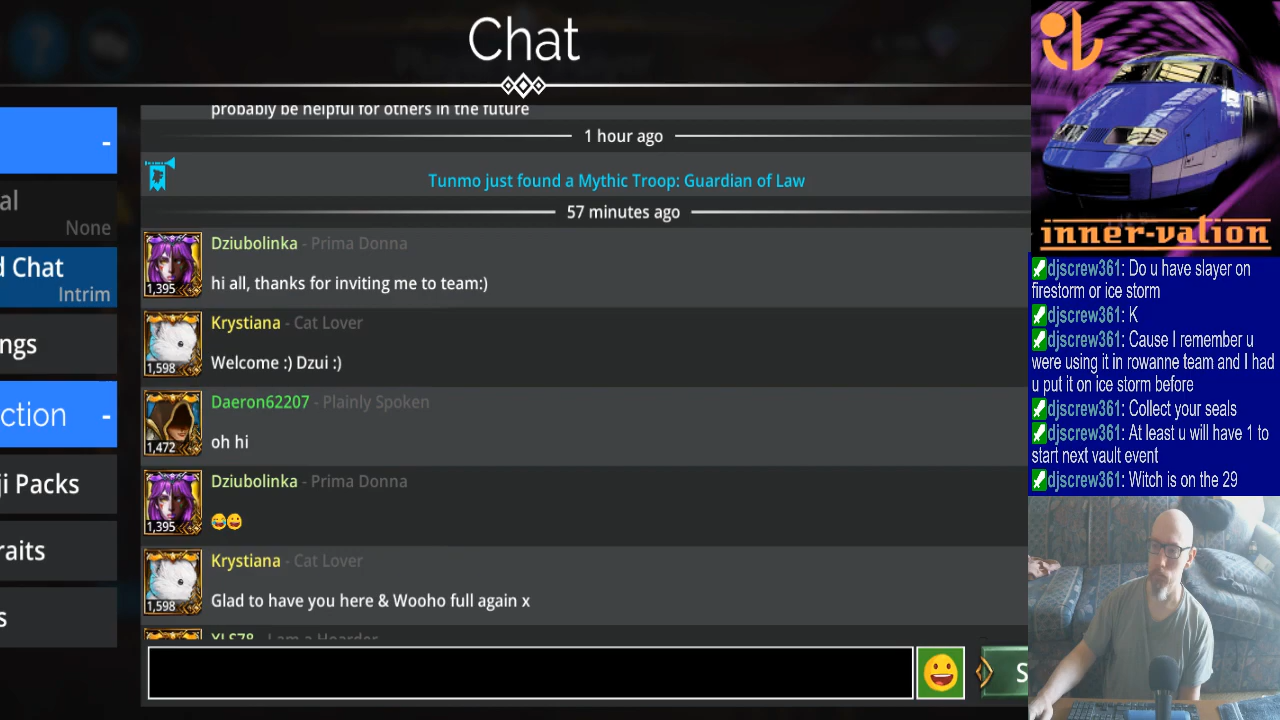 Chat
-
al
None
d Chat
Intrim
ngs
ction
-
ji Packs
raits
s
probably be helpful for others in the future
1 hour ago
Tunmo just found a Mythic Troop: Guardian of Law
57 minutes ago
Dziubolinka - Prima Donna
1,395
hi all, thanks for inviting me to team:)
Krystiana - Cat Lover
1,598
Welcome :) Dzui :)
Daeron62207 - Plainly Spoken
1,472
oh hi
Dziubolinka - Prima Donna
1,395
😂😀
Krystiana - Cat Lover
1,598
Glad to have you here & Wooho full again x
XLS78 - I am a Hoarder
S
inner-vation
djscrew361: Do u have slayer on
firestorm or ice storm
djscrew361: K
djscrew361: Cause I remember u
were using it in rowanne team and I had
u put it on ice storm before
djscrew361: Collect your seals
djscrew361: At least u will have 1 to
start next vault event
djscrew361: Witch is on the 29